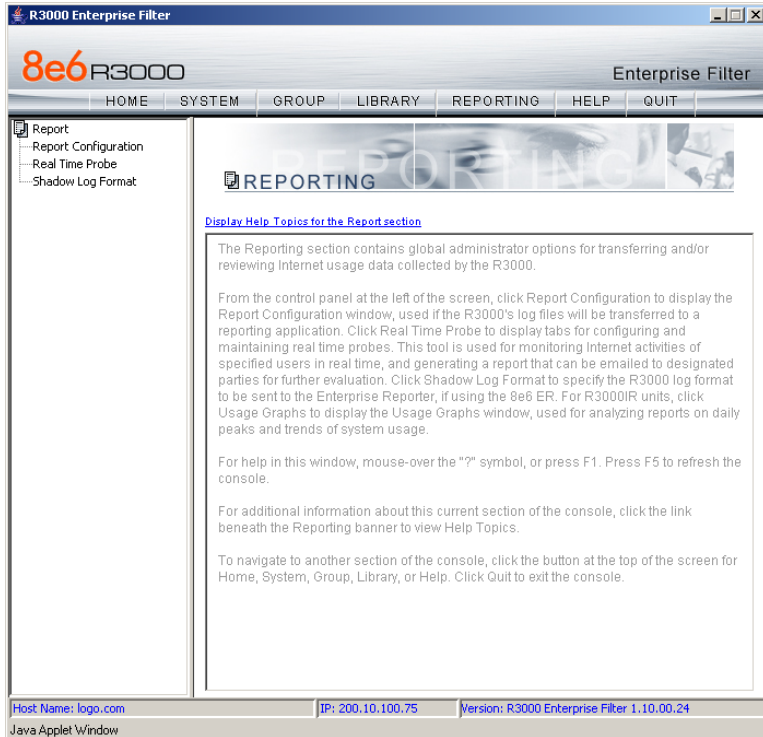 R3000 Enterprise Filter
8e6 R3000
Enterprise Filter
HOME SYSTEM GROUP LIBRARY REPORTING HELP QUIT
Report
Report Configuration
Real Time Probe
Shadow Log Format
REPORTING
REPORTING
Display Help Topics for the Report section
The Reporting section contains global administrator options for transferring and/or
reviewing Internet usage data collected by the R3000.
From the control panel at the left of the screen, click Report Configuration to display the
Report Configuration window, used if the R3000's log files will be transferred to a
reporting application. Click Real Time Probe to display tabs for configuring and
maintaining real time probes. This tool is used for monitoring Internet activities of
specified users in real time, and generating a report that can be emailed to designated
parties for further evaluation. Click Shadow Log Format to specify the R3000 log format
to be sent to the Enterprise Reporter, if using the 8e6 ER. For R3000IR units, click
Usage Graphs to display the Usage Graphs window, used for analyzing reports on daily
peaks and trends of system usage.
For help in this window, mouse-over the "?" symbol, or press F1. Press F5 to refresh the
console.
For additional information about this current section of the console, click the link
beneath the Reporting banner to view Help Topics.
To navigate to another section of the console, click the button at the top of the screen for
Home, System, Group, Library, or Help. Click Quit to exit the console.
Host Name: logo.com
IP: 200.10.100.75
Version: R3000 Enterprise Filter 1.10.00.24
Java Applet Window